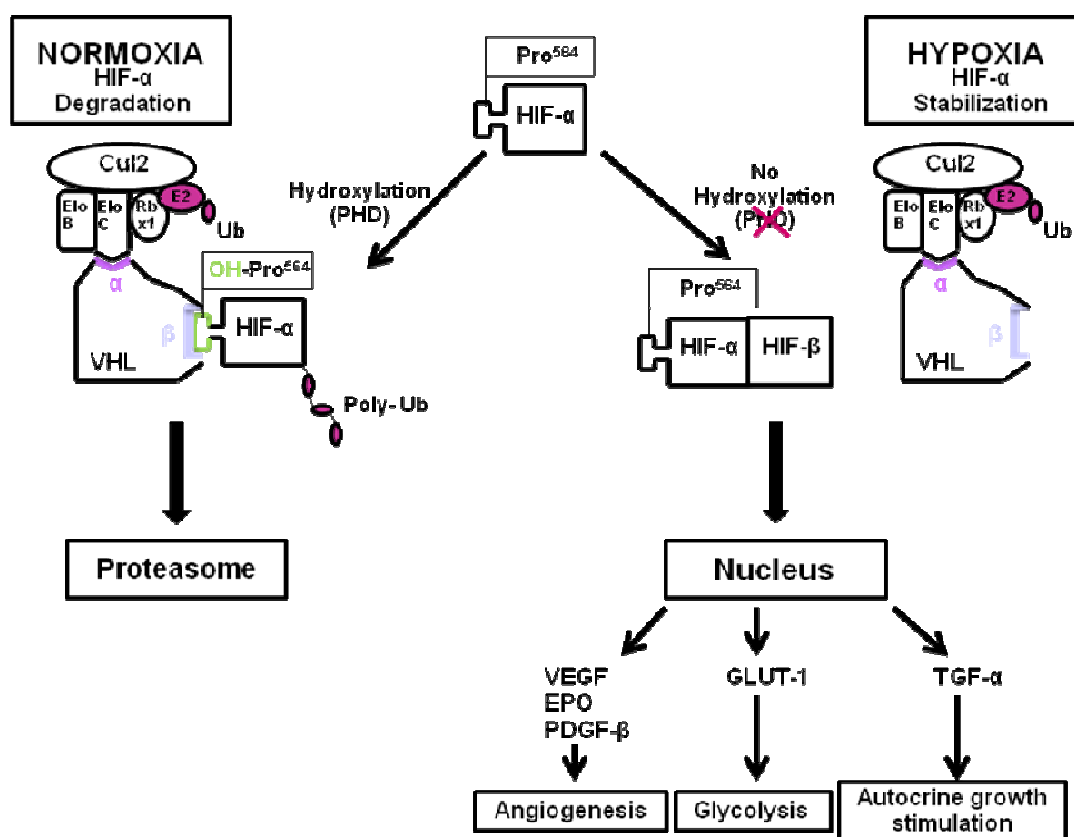 NORMOXIA
HIF-α
Degradation
Cul2
Elo
B
Elo
C
Rb
x1
E2
Ub
α
OH-Pro564
β
HIF-α
VHL
Poly-Ub
Proteasome
Pro564
HIF-α
Hydroxylation
(PHD)
No
Hydroxylation
(PHD)
Pro564
HIF-α
HIF-β
HYPOXIA
HIF-α
Stabilization
Cul2
Elo
B
Elo
C
Rb
x1
E2
Ub
α
β
VHL
Nucleus
VEGF
EPO
PDGF-β
GLUT-1
TGF-α
Angiogenesis
Glycolysis
Autocrine growth
stimulation